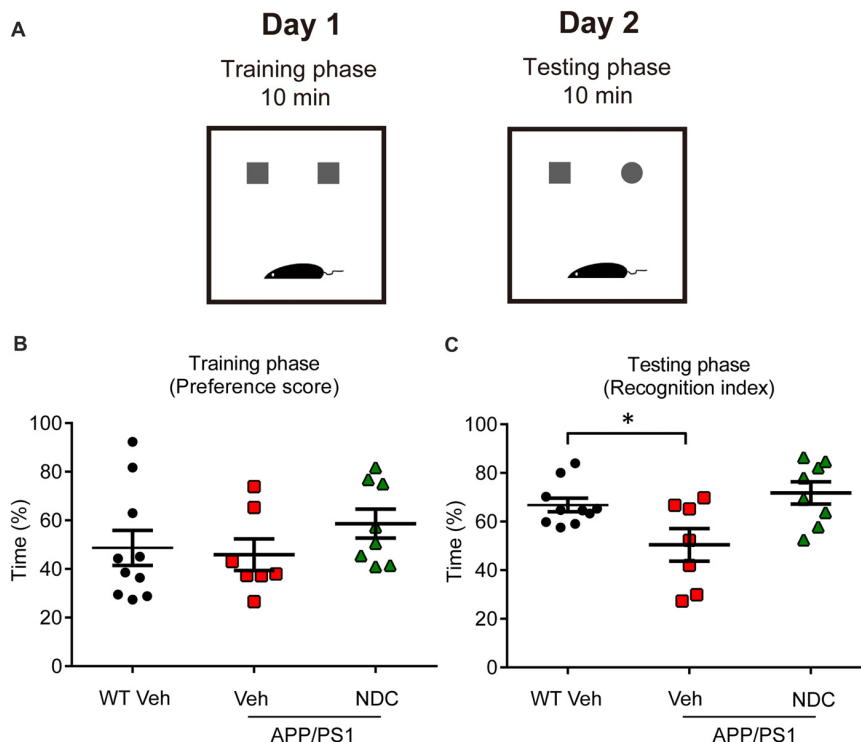 A
Day 1
Day 2
Training phase
10 min
Testing phase
10 min
B
Training phase
(Preference score)
Time (%)
100
80
60
40
20
0
WT Veh
Veh
NDC
APP/PS1
C
Testing phase
(Recognition index)
*
Time (%)
100
80
60
40
20
0
WT Veh
Veh
NDC
APP/PS1